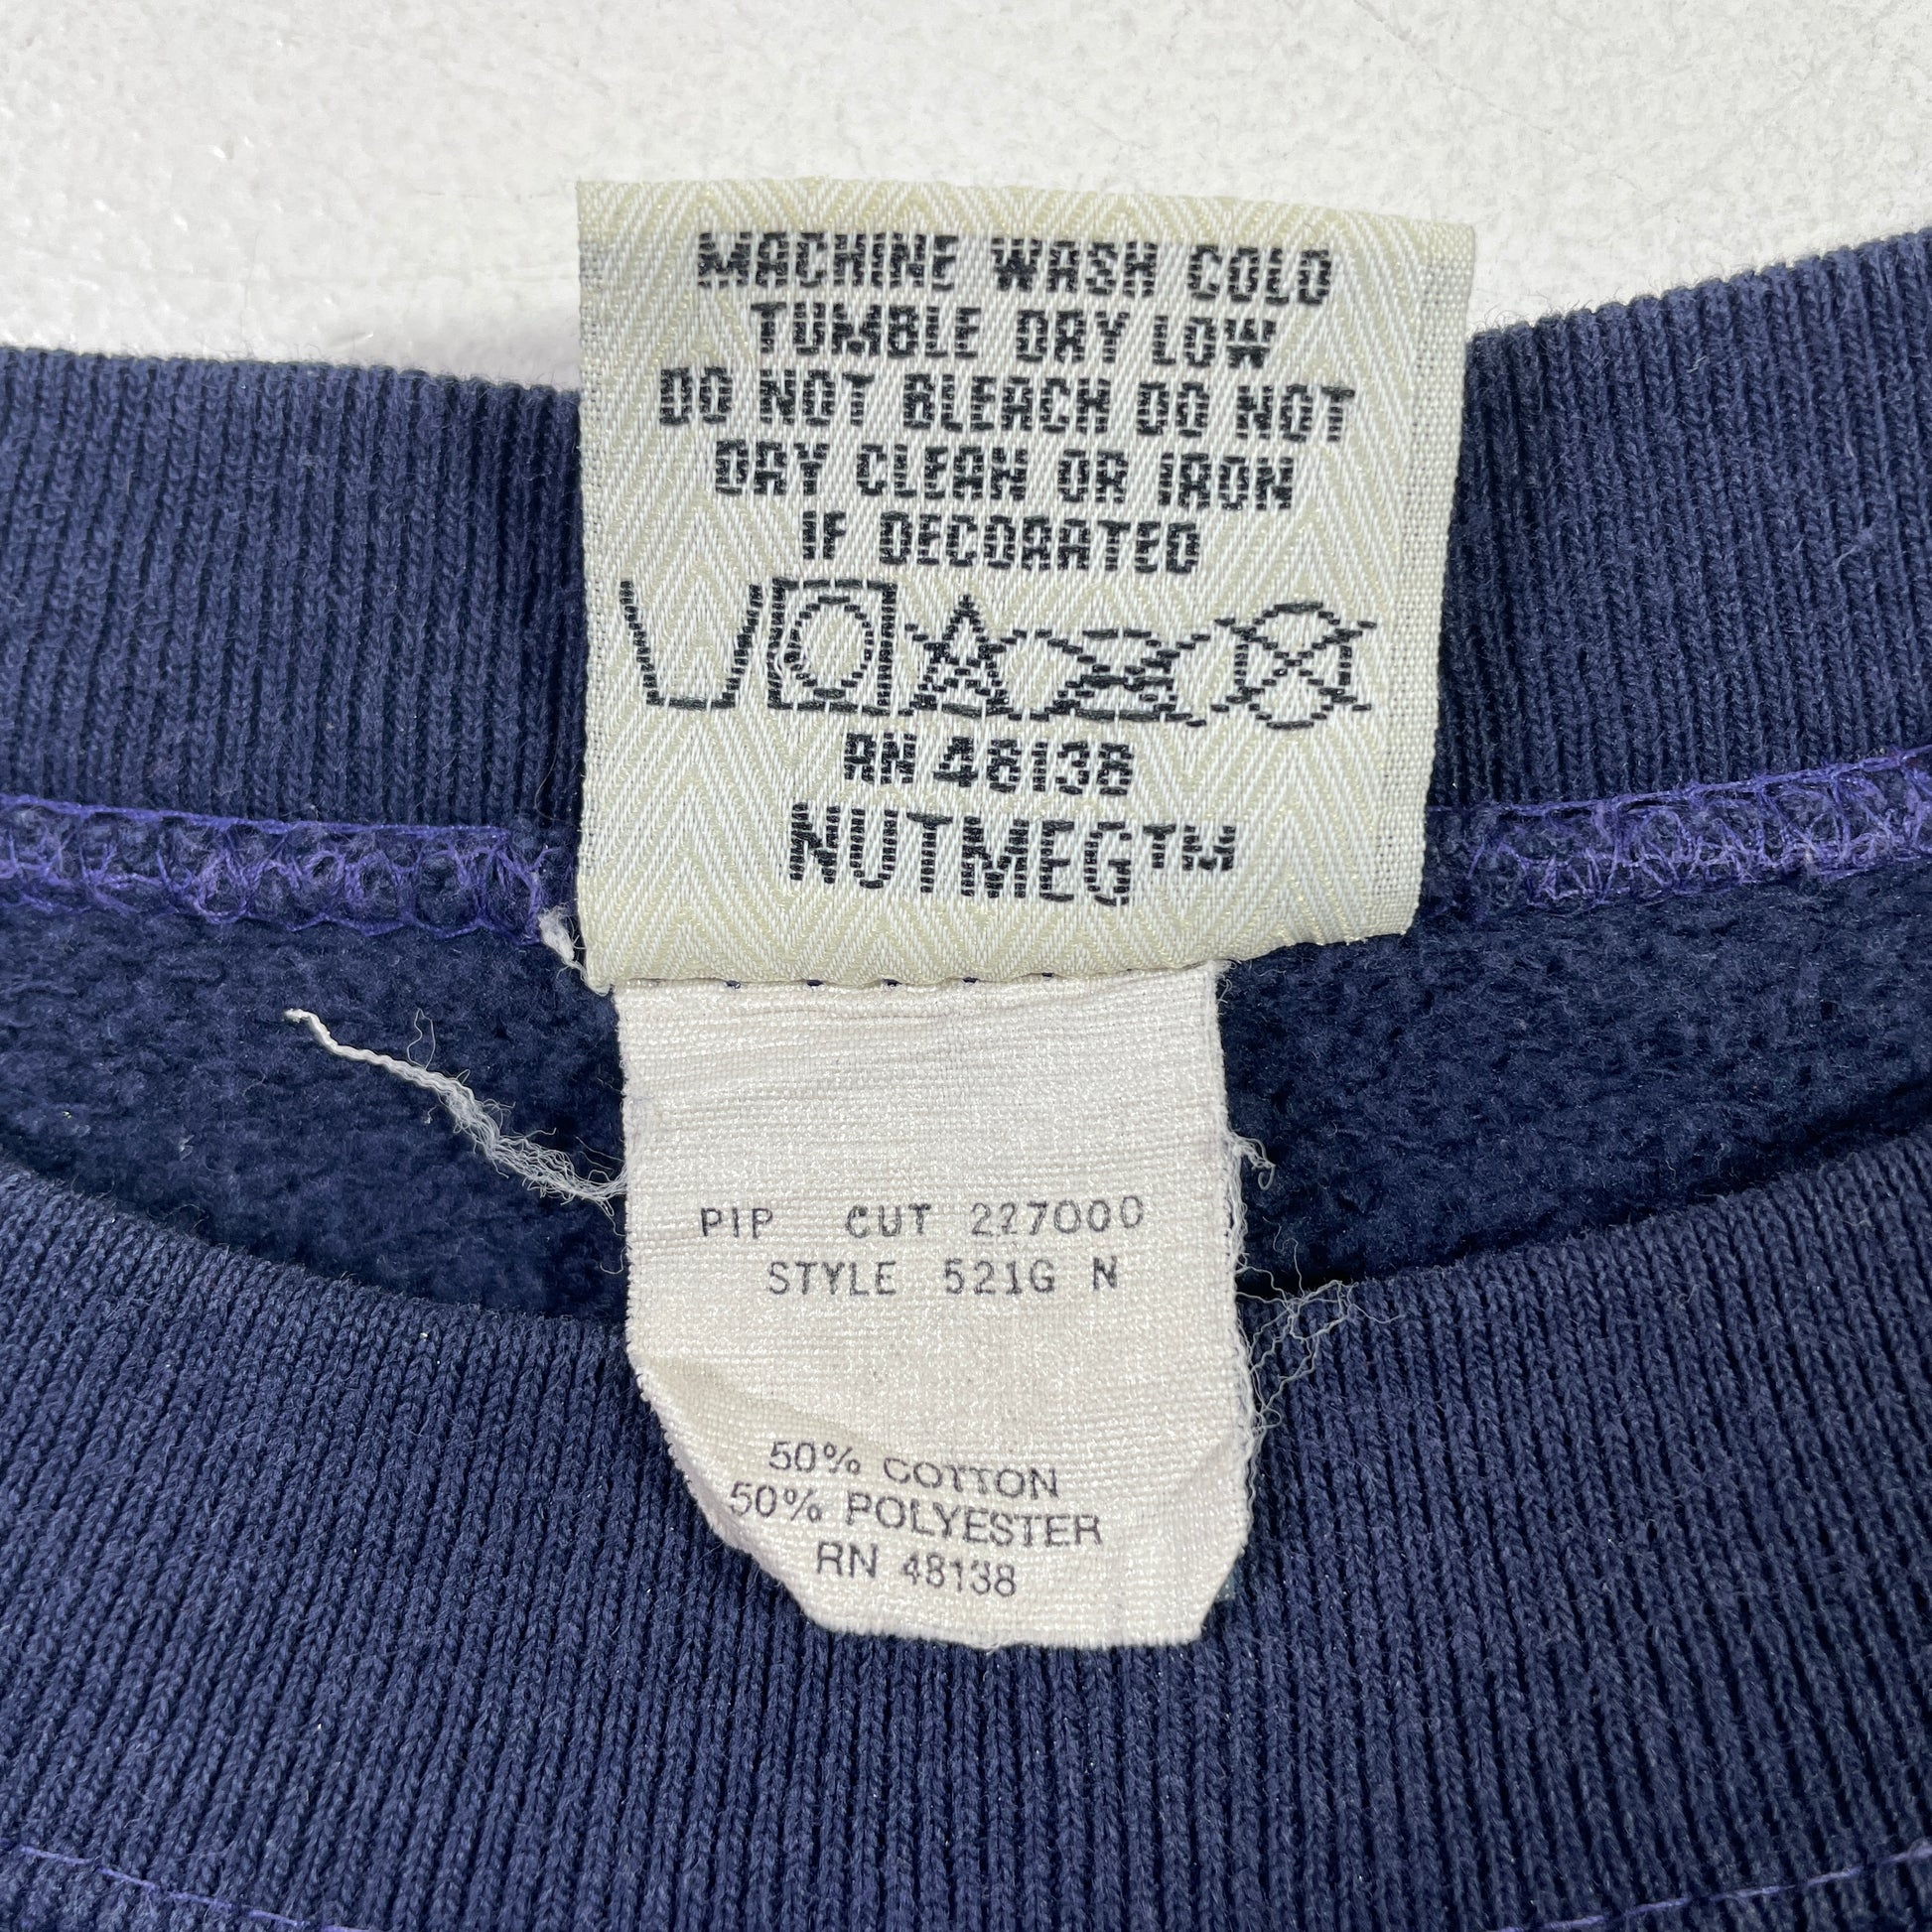 MACHINE WASH COLD
TUMBLE DRY LOW
DO NOT BLEACH DO NOT
DRY CLEAN OR IRON
IF DECORATED
RN 48138
NUTMEG™
PIP CUT 227000
STYLE 521G N
50% COTTON
50% POLYESTER
RN 48138